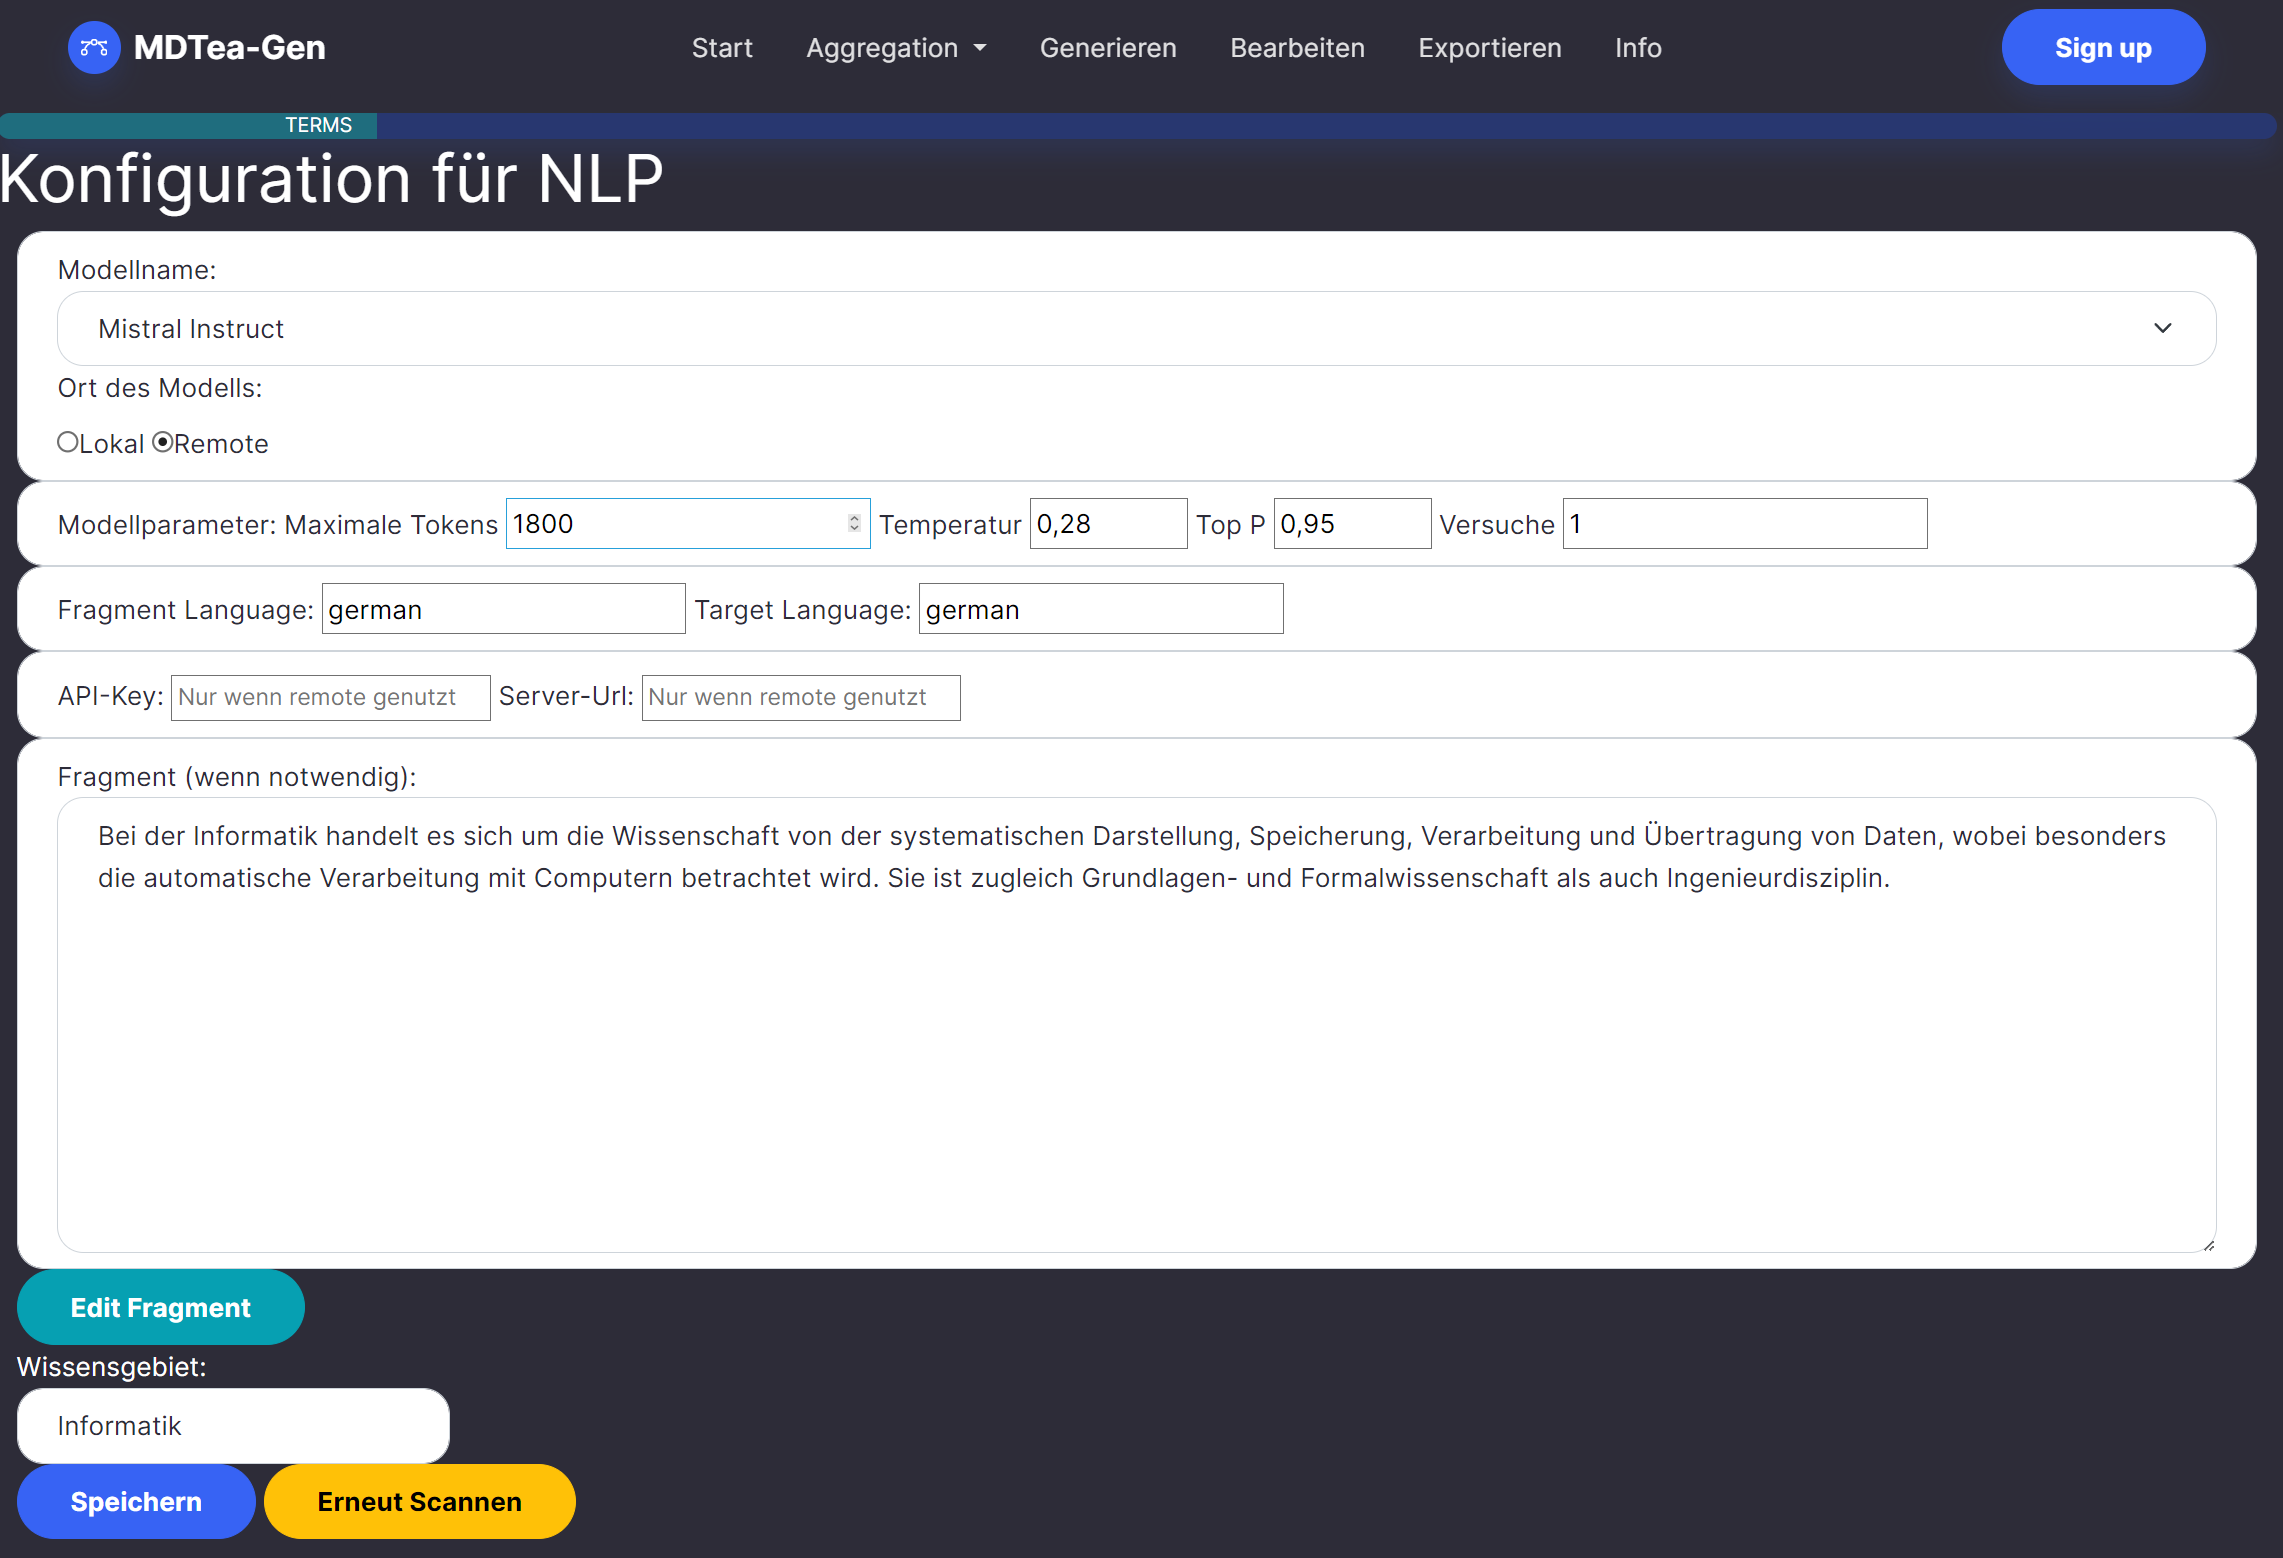 MDTea-Gen Start Aggregation Generieren Bearbeiten Exportieren Info Sign up
TERMS
Konfiguration für NLP
Modellname:
Mistral Instruct
Ort des Modells:
Lokal Remote
Modellparameter: Maximale Tokens 1800 Temperatur 0,28 Top P 0,95 Versuche 1
Fragment Language: german Target Language: german
API-Key: Nur wenn remote genutzt Server-Url: Nur wenn remote genutzt
Fragment (wenn notwendig):
Bei der Informatik handelt es sich um die Wissenschaft von der systematischen Darstellung, Speicherung, Verarbeitung und Übertragung von Daten, wobei besonders
die automatische Verarbeitung mit Computern betrachtet wird. Sie ist zugleich Grundlagen- und Formalwissenschaft als auch Ingenieurdisziplin.
Edit Fragment
Wissensgebiet:
Informatik
Speichern Erneut Scannen